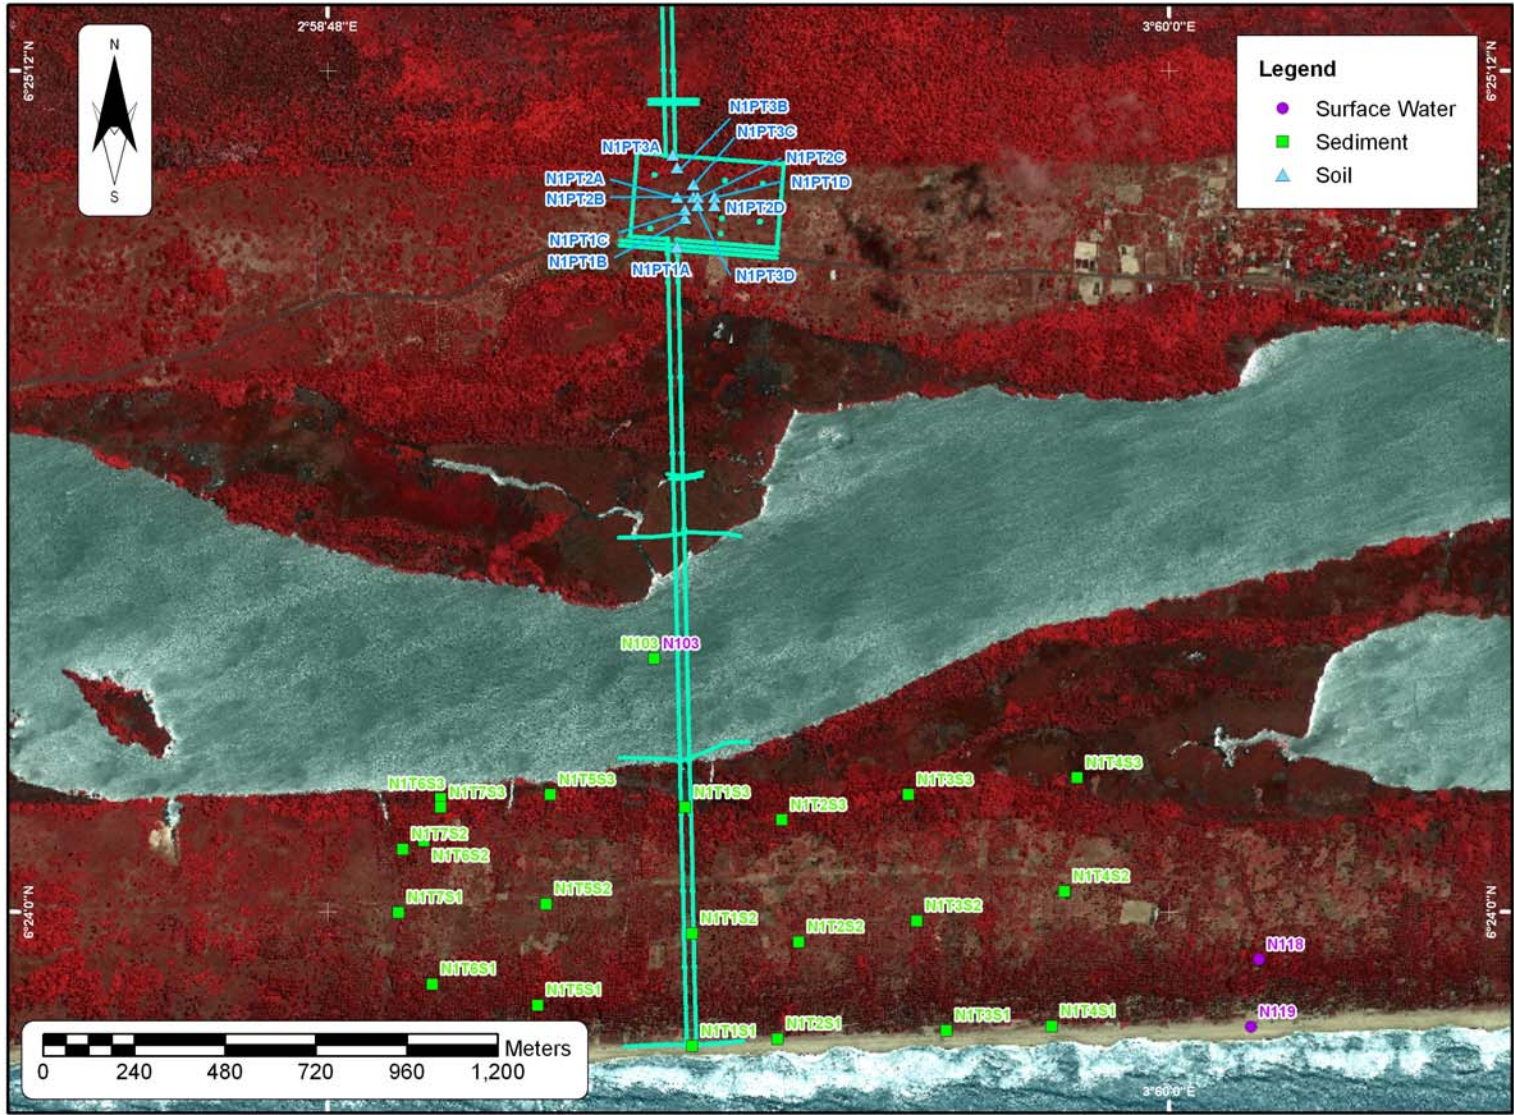 2°58'48"E
3°60'0"E
6°25'12"N
6°25'12"N
N
S
Legend
Surface Water
Sediment
Soil
N1PT3B
N1PT3C
N1PT3A
N1PT2C
N1PT2A
N1PT1D
N1PT2B
N1PT2D
N1PT1C
N1PT1B
N1PT1A
N1PT3D
N103 N103
N1T4S3
N1T6S3
N1T5S3
N1T3S3
N1T7S3
N1T1S3
N1T2S3
N1T7S2
N1T6S2
N1T4S2
N1T7S1
N1T5S2
N1T3S2
6°24'0"N
6°24'0"N
N1T1S2
N1T2S2
N118
N1T6S1
N1T5S1
N119
N1T3S1
N1T4S1
N1T2S1
N1T1S1
Meters
0 240 480 720 960 1,200
3°60'0"E